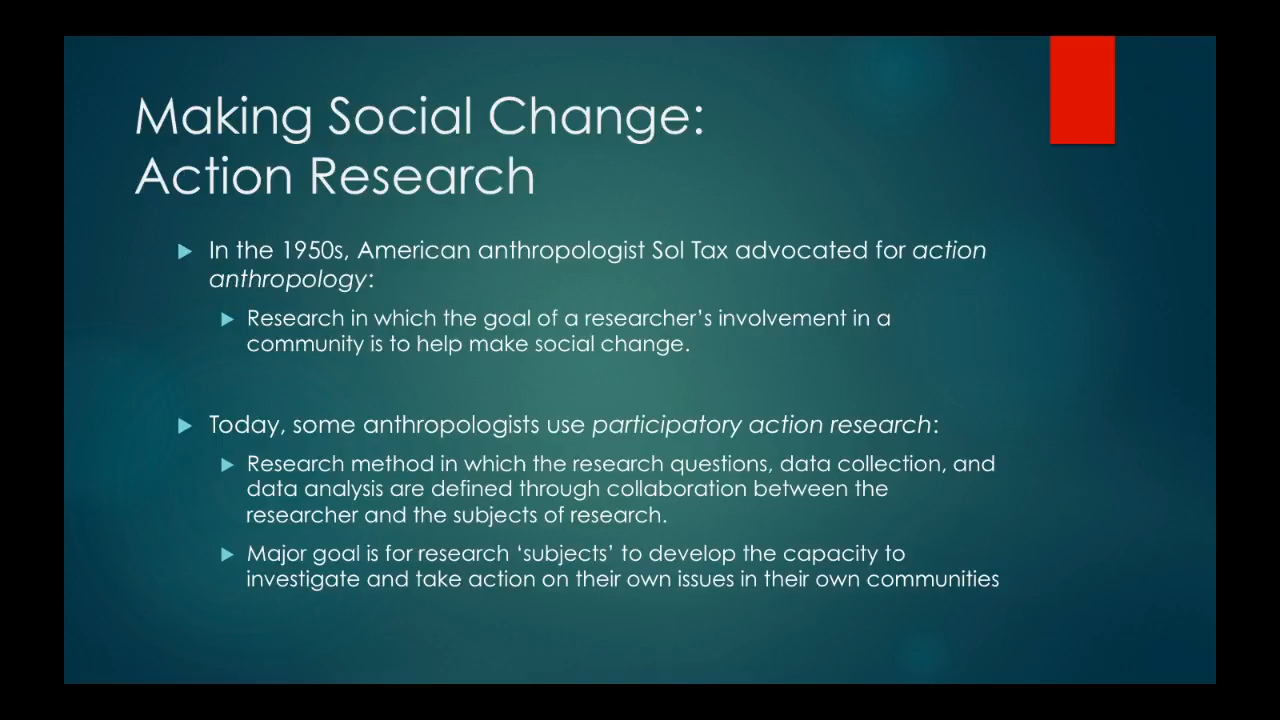 Making Social Change:
Action Research
In the 1950s, American anthropologist Sol Tax advocated for action
anthropology:
Research in which the goal of a researcher’s involvement in a
community is to help make social change.
Today, some anthropologists use participatory action research:
Research method in which the research questions, data collection, and
data analysis are defined through collaboration between the
researcher and the subjects of research.
Major goal is for research ‘subjects’ to develop the capacity to
investigate and take action on their own issues in their own communities